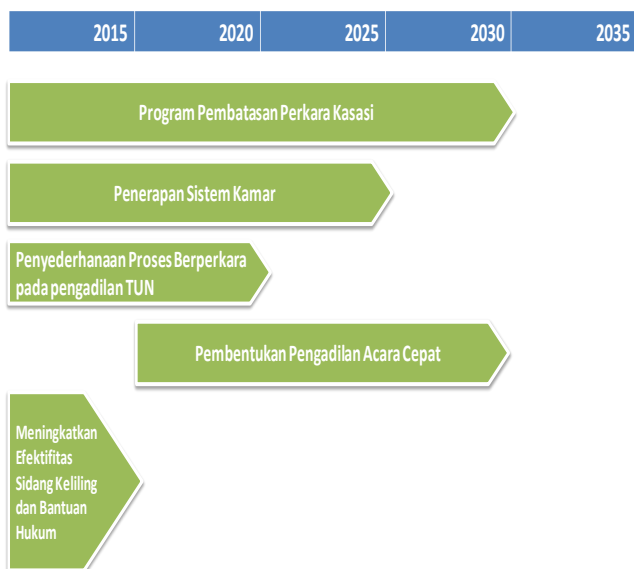 2015 2020 2025 2030 2035
Program Pembatasan Perkara Kasasi
Penerapan Sistem Kamar
Penyederhanaan Proses Berperkara
pada pengadilan TUN
Pembentukan Pengadilan Acara Cepat
Meningkatkan
Efektifitas
Sidang Keliling
dan Bantuan
Hukum